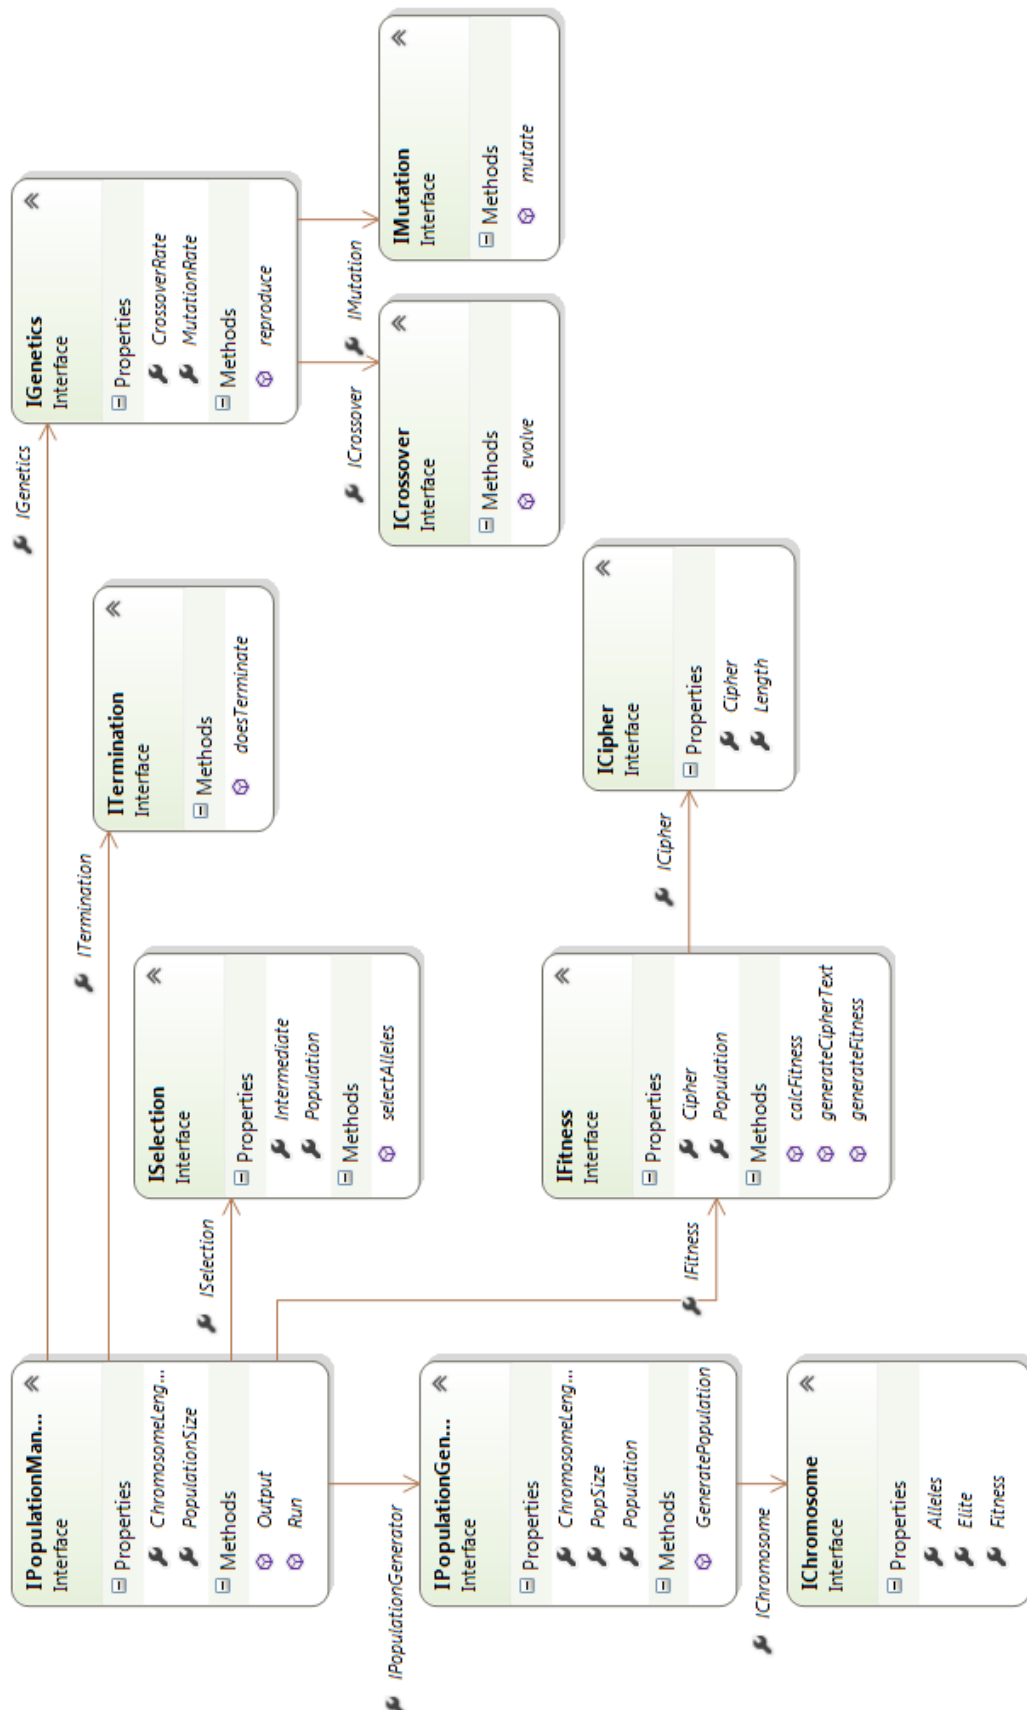 IPopulationMan...
Interface
Properties
ChromosomeLeng...
PopulationSize
Methods
Output
Run
IGenetics
ITermination
ISelection
IFitness
IPopulationGenerator
IGenetics
Interface
Properties
CrossoverRate
MutationRate
Methods
reproduce
ITermination
Interface
Methods
doesTerminate
ISelection
Interface
Properties
Intermediate
Population
Methods
selectAlleles
ICrossover
IMutation
ICrossover
Interface
Methods
evolve
IMutation
Interface
Methods
mutate
IPopulationGen...
Interface
Properties
ChromosomeLeng...
PopSize
Population
Methods
GeneratePopulation
IFitness
Interface
Properties
Cipher
Population
Methods
calcFitness
generateCipherText
generateFitness
ICipher
ICipher
Interface
Properties
Cipher
Length
IChromosome
IChromosome
Interface
Properties
Alleles
Elite
Fitness